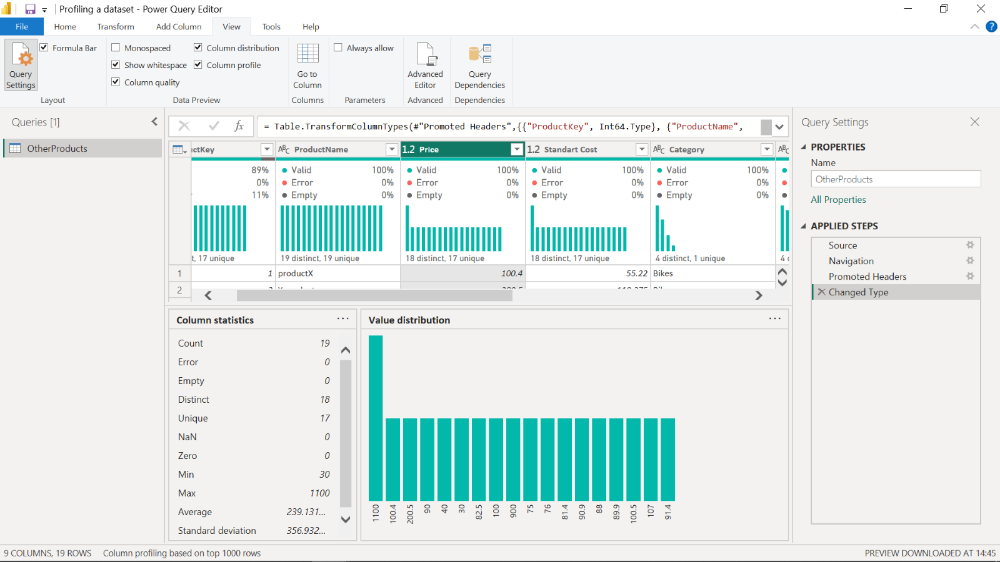 Profiling a dataset - Power Query Editor
File Home Transform Add Column View Tools Help
Query Settings
Formula Bar
Layout
Monospaced
Show whitespace
Column quality
Column distribution
Column profile
Data Preview
Go to Column
Columns
Always allow
Parameters
Advanced Editor
Advanced
Query Dependencies
Dependencies
Queries [1]
OtherProducts
fx
= Table.TransformColumnTypes(#"Promoted Headers",{{"ProductKey", Int64.Type}, {"ProductName",
ctKey ABC ProductName 1.2 Price 1.2 Standart Cost ABC Category ABC
89% Valid 100% Valid 100% Valid 100% Valid 100%
0% Error 0% Error 0% Error 0% Error 0%
11% Empty 0% Empty 0% Empty 0% Empty 0%
t, 17 unique 19 distinct, 19 unique 18 distinct, 17 unique 18 distinct, 17 unique 4 distinct, 1 unique
1 1 productX 100.4 55.22 Bikes
2
Column statistics
Count 19
Error 0
Empty 0
Distinct 18
Unique 17
NaN 0
Zero 0
Min 30
Max 1100
Average 239.131...
Standard deviation 356.932...
Value distribution
1100 100.4 200.5 90 40 30 82.5 100 900 75 76 81.4 90.9 88 89.9 100.5 107 91.4
Query Settings
PROPERTIES
Name
OtherProducts
All Properties
APPLIED STEPS
Source
Navigation
Promoted Headers
Changed Type
9 COLUMNS, 19 ROWS Column profiling based on top 1000 rows
PREVIEW DOWNLOADED AT 14:45